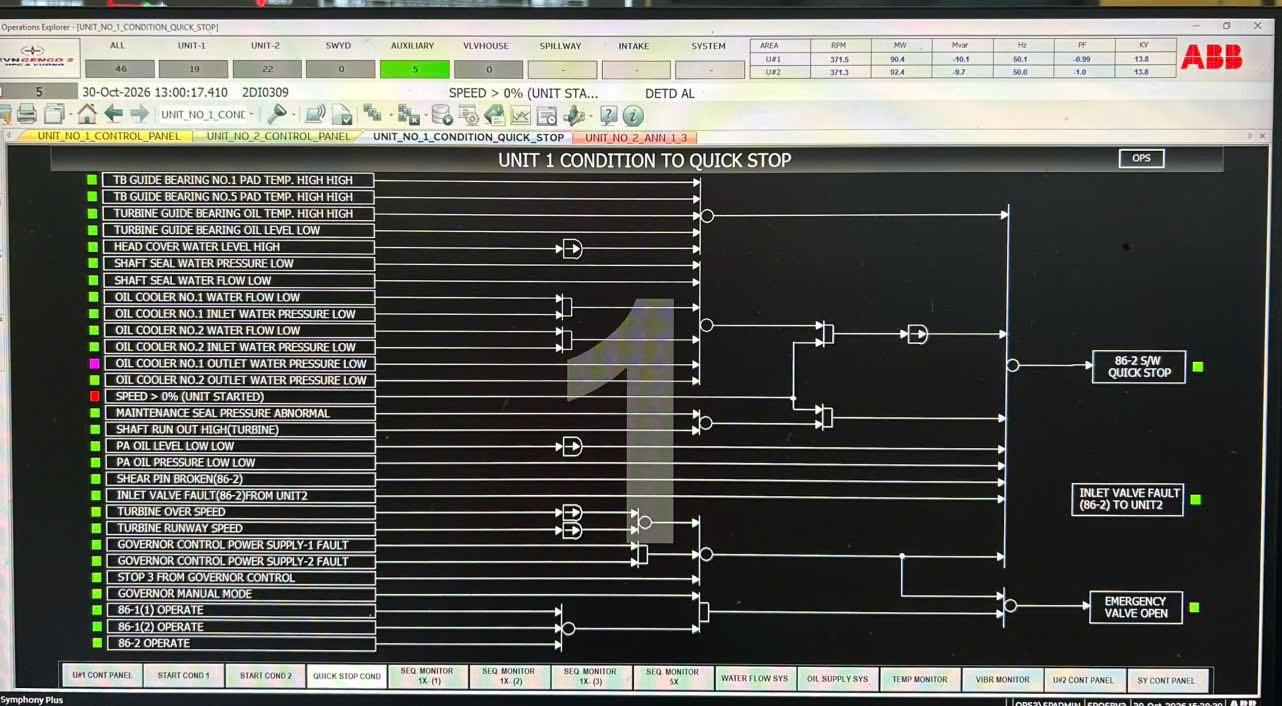 Operations Explorer - [UNIT_NO_1_CONDITION_QUICK_STOP]
ALL UNIT-1 UNIT-2 SWYD AUXILIARY VLVHOUSE SPILLWAY INTAKE SYSTEM
46 19 22 0 5 0 - - -
AREA RPM MW Mvar Hz PF KV
U#1 371.5 90.4 -10.1 50.1 -0.99 13.8
U#2 371.3 92.4 -9.7 50.0 -1.0 13.8
ABB
5 30-Oct-2026 13:00:17.410 2DI0309 SPEED > 0% (UNIT STA... DETD AL
UNIT_NO_1_COND
UNIT_NO_1_CONTROL_PANEL UNIT_NO_2_CONTROL_PANEL UNIT_NO_1_CONDITION_QUICK_STOP UNIT_NO_2_ANN_1_3
UNIT 1 CONDITION TO QUICK STOP
OPS
TB GUIDE BEARING NO.1 PAD TEMP. HIGH HIGH
TB GUIDE BEARING NO.5 PAD TEMP. HIGH HIGH
TURBINE GUIDE BEARING OIL TEMP. HIGH HIGH
TURBINE GUIDE BEARING OIL LEVEL LOW
HEAD COVER WATER LEVEL HIGH
SHAFT SEAL WATER PRESSURE LOW
SHAFT SEAL WATER FLOW LOW
OIL COOLER NO.1 WATER FLOW LOW
OIL COOLER NO.1 INLET WATER PRESSURE LOW
OIL COOLER NO.2 WATER FLOW LOW
OIL COOLER NO.2 INLET WATER PRESSURE LOW
OIL COOLER NO.1 OUTLET WATER PRESSURE LOW
OIL COOLER NO.2 OUTLET WATER PRESSURE LOW
SPEED > 0% (UNIT STARTED)
MAINTENANCE SEAL PRESSURE ABNORMAL
SHAFT RUN OUT HIGH(TURBINE)
PA OIL LEVEL LOW LOW
PA OIL PRESSURE LOW LOW
SHEAR PIN BROKEN(86-2)
INLET VALVE FAULT(86-2)FROM UNIT2
TURBINE OVER SPEED
TURBINE RUNWAY SPEED
GOVERNOR CONTROL POWER SUPPLY-1 FAULT
GOVERNOR CONTROL POWER SUPPLY-2 FAULT
STOP 3 FROM GOVERNOR CONTROL
GOVERNOR MANUAL MODE
86-1(1) OPERATE
86-1(2) OPERATE
86-2 OPERATE
1
86-2 S/W
QUICK STOP
INLET VALVE FAULT
(86-2) TO UNIT2
EMERGENCY
VALVE OPEN
U#1 CONT PANEL
START COND 1
START COND 2
QUICK STOP COND
SEQ MONITOR
1X- (1)
SEQ MONITOR
1X- (2)
SEQ MONITOR
1X- (3)
SEQ MONITOR
5X
WATER FLOW SYS
OIL SUPPLY SYS
TEMP MONITOR
VIBR MONITOR
U#2 CONT PANEL
SY CONT PANEL
Symphony Plus